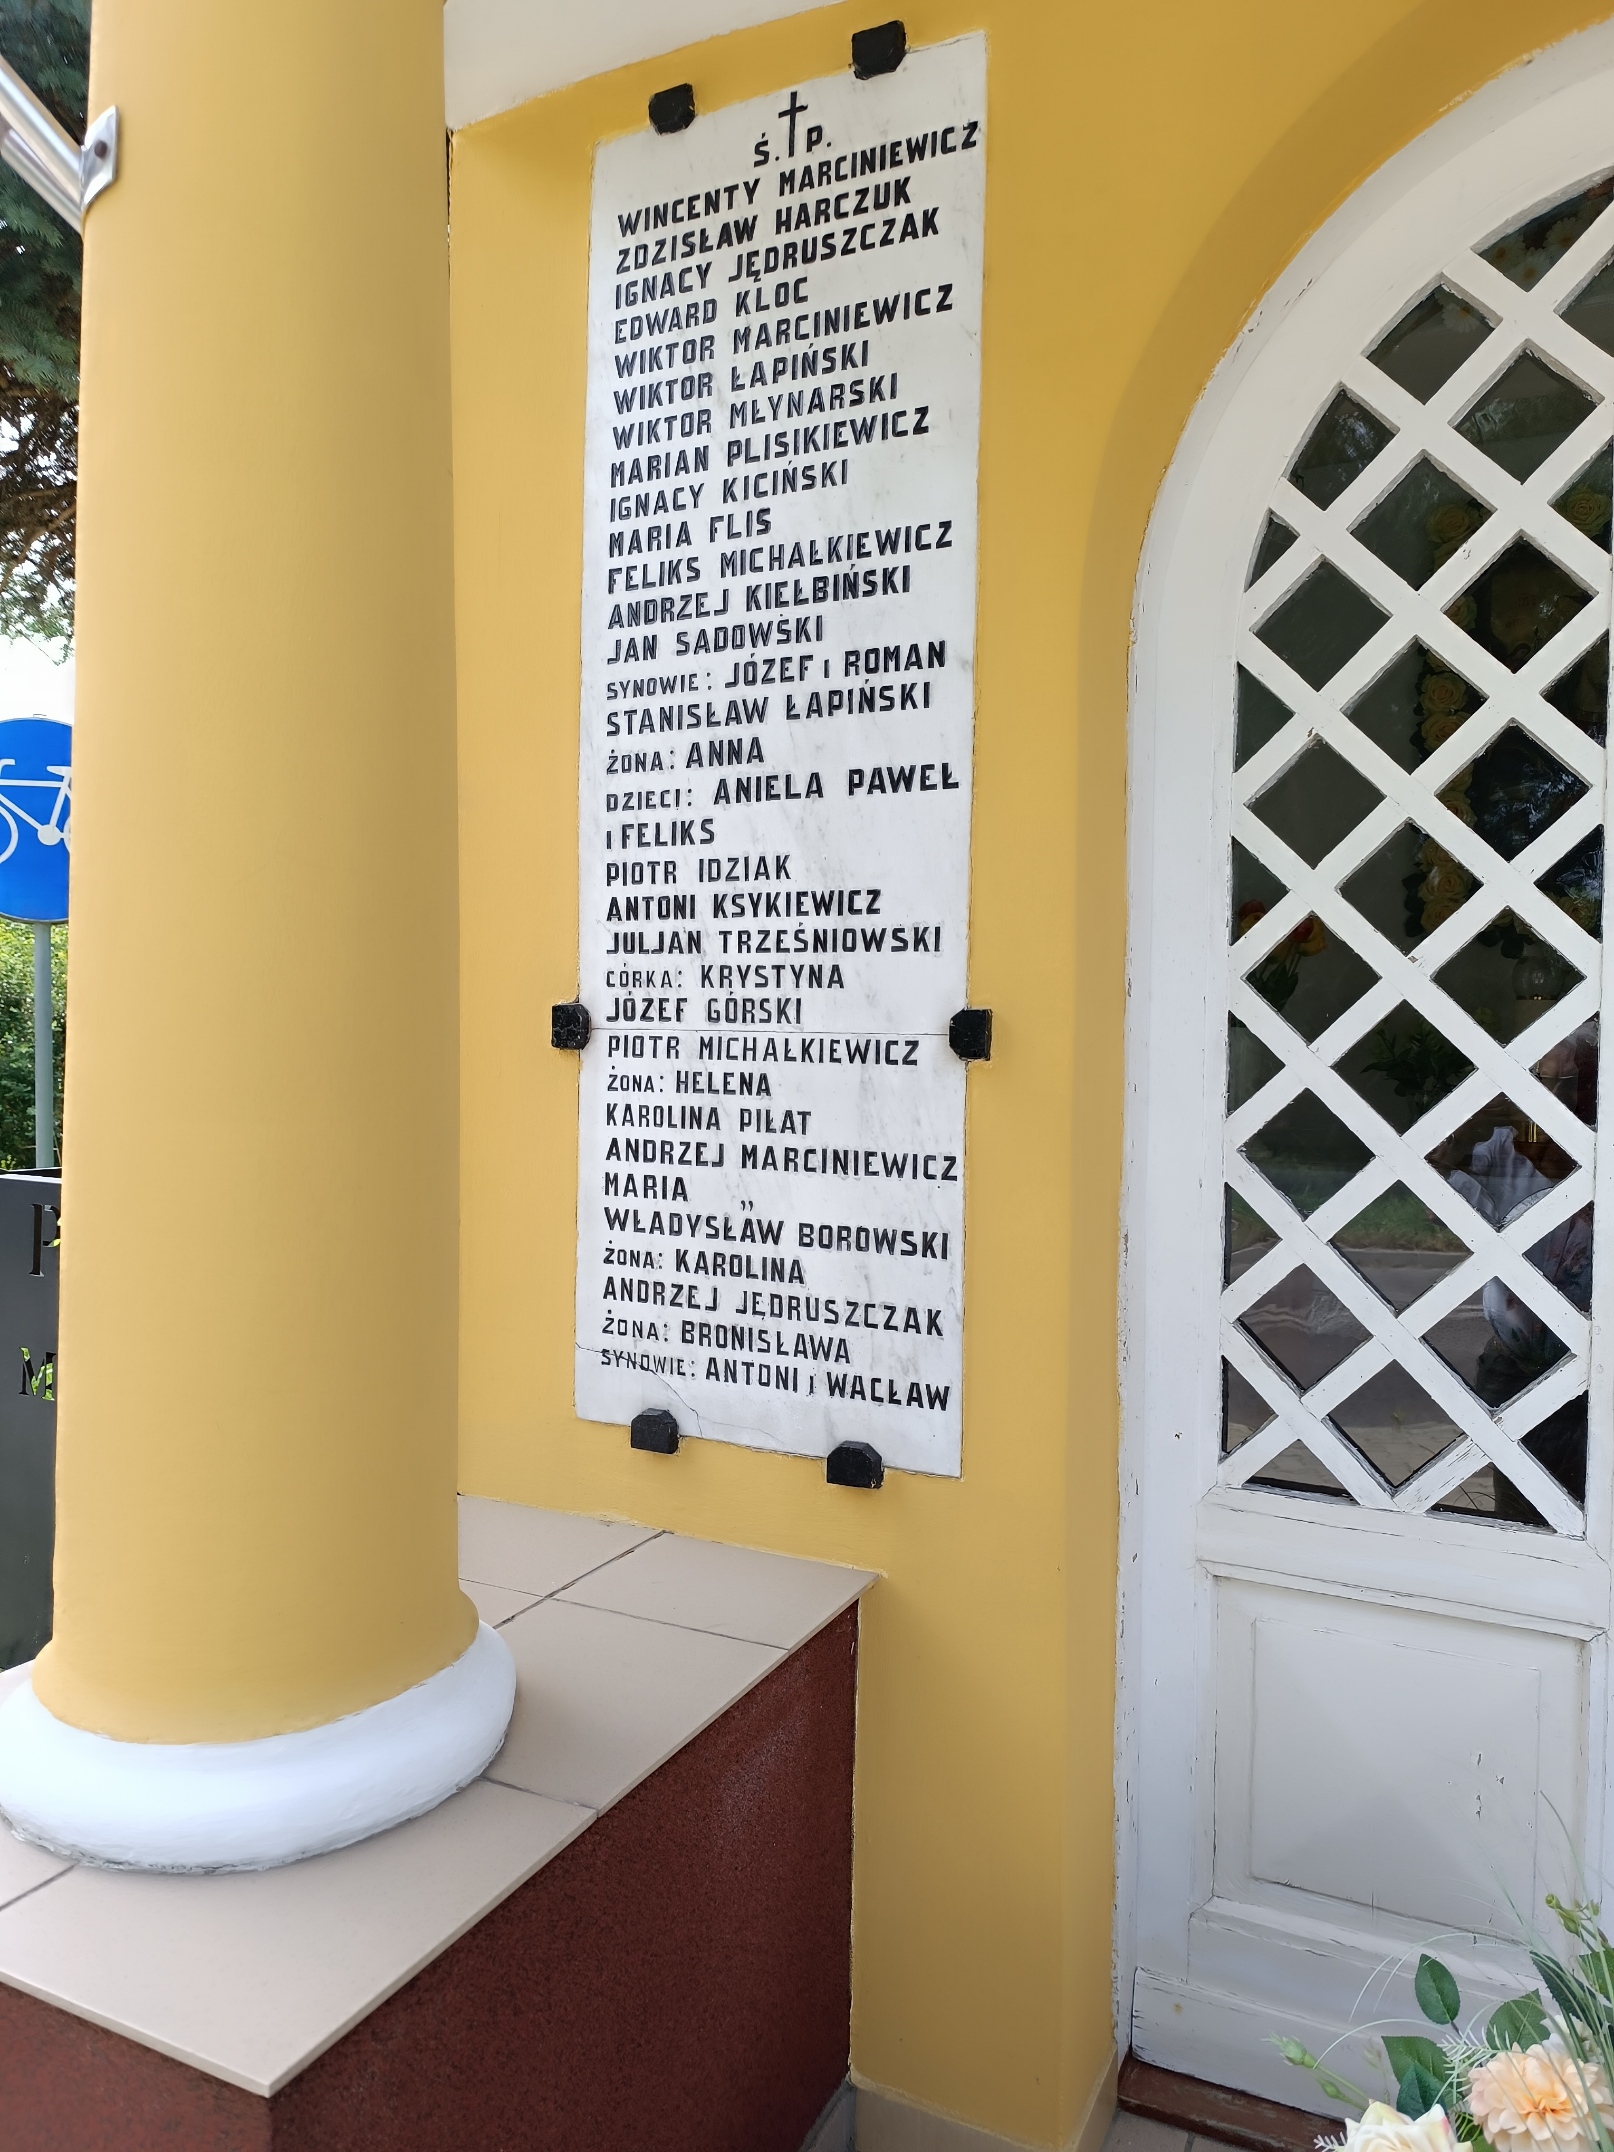 Ś. P.
WINCENTY MARCINIEWICZ
ZDZISŁAW HARCZUK
IGNACY JĘDRUSZCZAK
EDWARD KLOC
WIKTOR MARCINIEWICZ
WIKTOR ŁAPIŃSKI
WIKTOR MŁYNARSKI
MARIAN PLISIKIEWICZ
IGNACY KICIŃSKI
MARIA FLIS
FELIKS MICHAŁKIEWICZ
ANDRZEJ KIEŁBIŃSKI
JAN SADOWSKI
SYNOWIE: JÓZEF i ROMAN
STANISŁAW ŁAPIŃSKI
ŻONA: ANNA
DZIECI: ANIELA PAWEŁ
i FELIKS
PIOTR IDZIAK
ANTONI KSYKIEWICZ
JULJAN TRZEŚNIOWSKI
CÓRKA: KRYSTYNA
JÓZEF GÓRSKI
PIOTR MICHAŁKIEWICZ
ŻONA: HELENA
KAROLINA PIŁAT
ANDRZEJ MARCINIEWICZ
MARIA „
WŁADYSŁAW BOROWSKI
ŻONA: KAROLINA
ANDRZEJ JĘDRUSZCZAK
ŻONA: BRONISŁAWA
SYNOWIE: ANTONI i WACŁAW